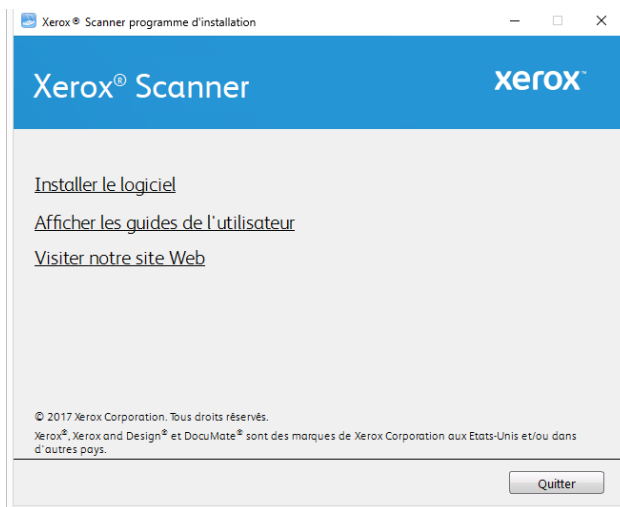 Xerox® Scanner programme d'installation
Xerox® Scanner
xerox™
Installer le logiciel
Afficher les guides de l'utilisateur
Visiter notre site Web
© 2017 Xerox Corporation. Tous droits réservés.
Xerox®, Xerox and Design® et DocuMate® sont des marques de Xerox Corporation aux Etats-Unis et/ou dans
d'autres pays.
Quitter